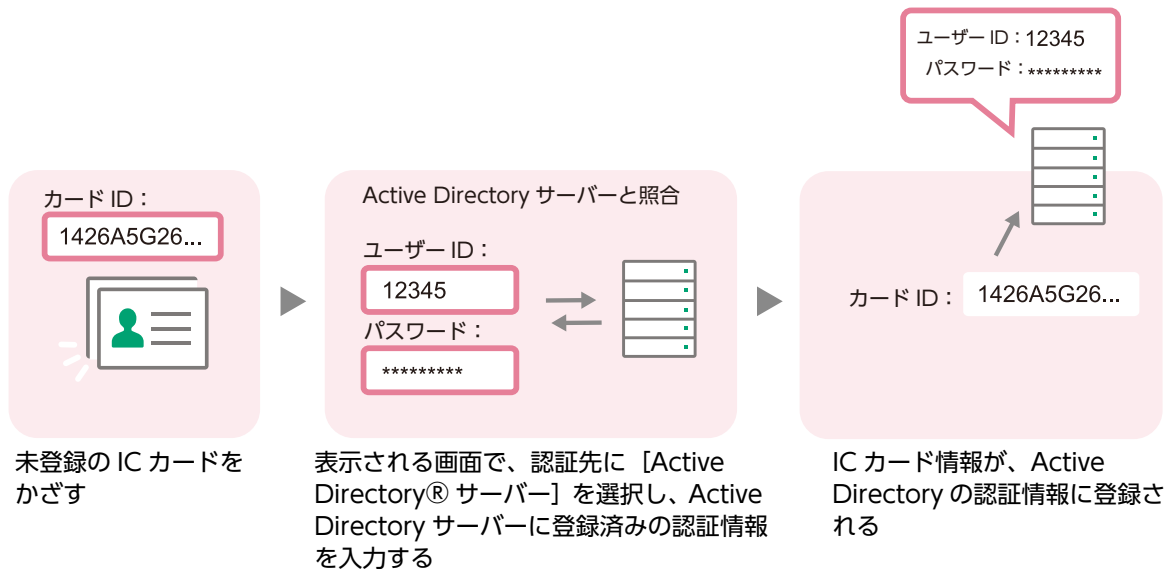 ユーザー ID：12345
パスワード：*********
カード ID：
1426A5G26...
Active Directory サーバーと照合
ユーザー ID：
12345
パスワード：
*********
カード ID： 1426A5G26...
未登録の IC カードを
かざす
表示される画面で、認証先に［Active
Directory® サーバー］を選択し、Active
Directory サーバーに登録済みの認証情報
を入力する
IC カード情報が、Active
Directory の認証情報に登録さ
れる